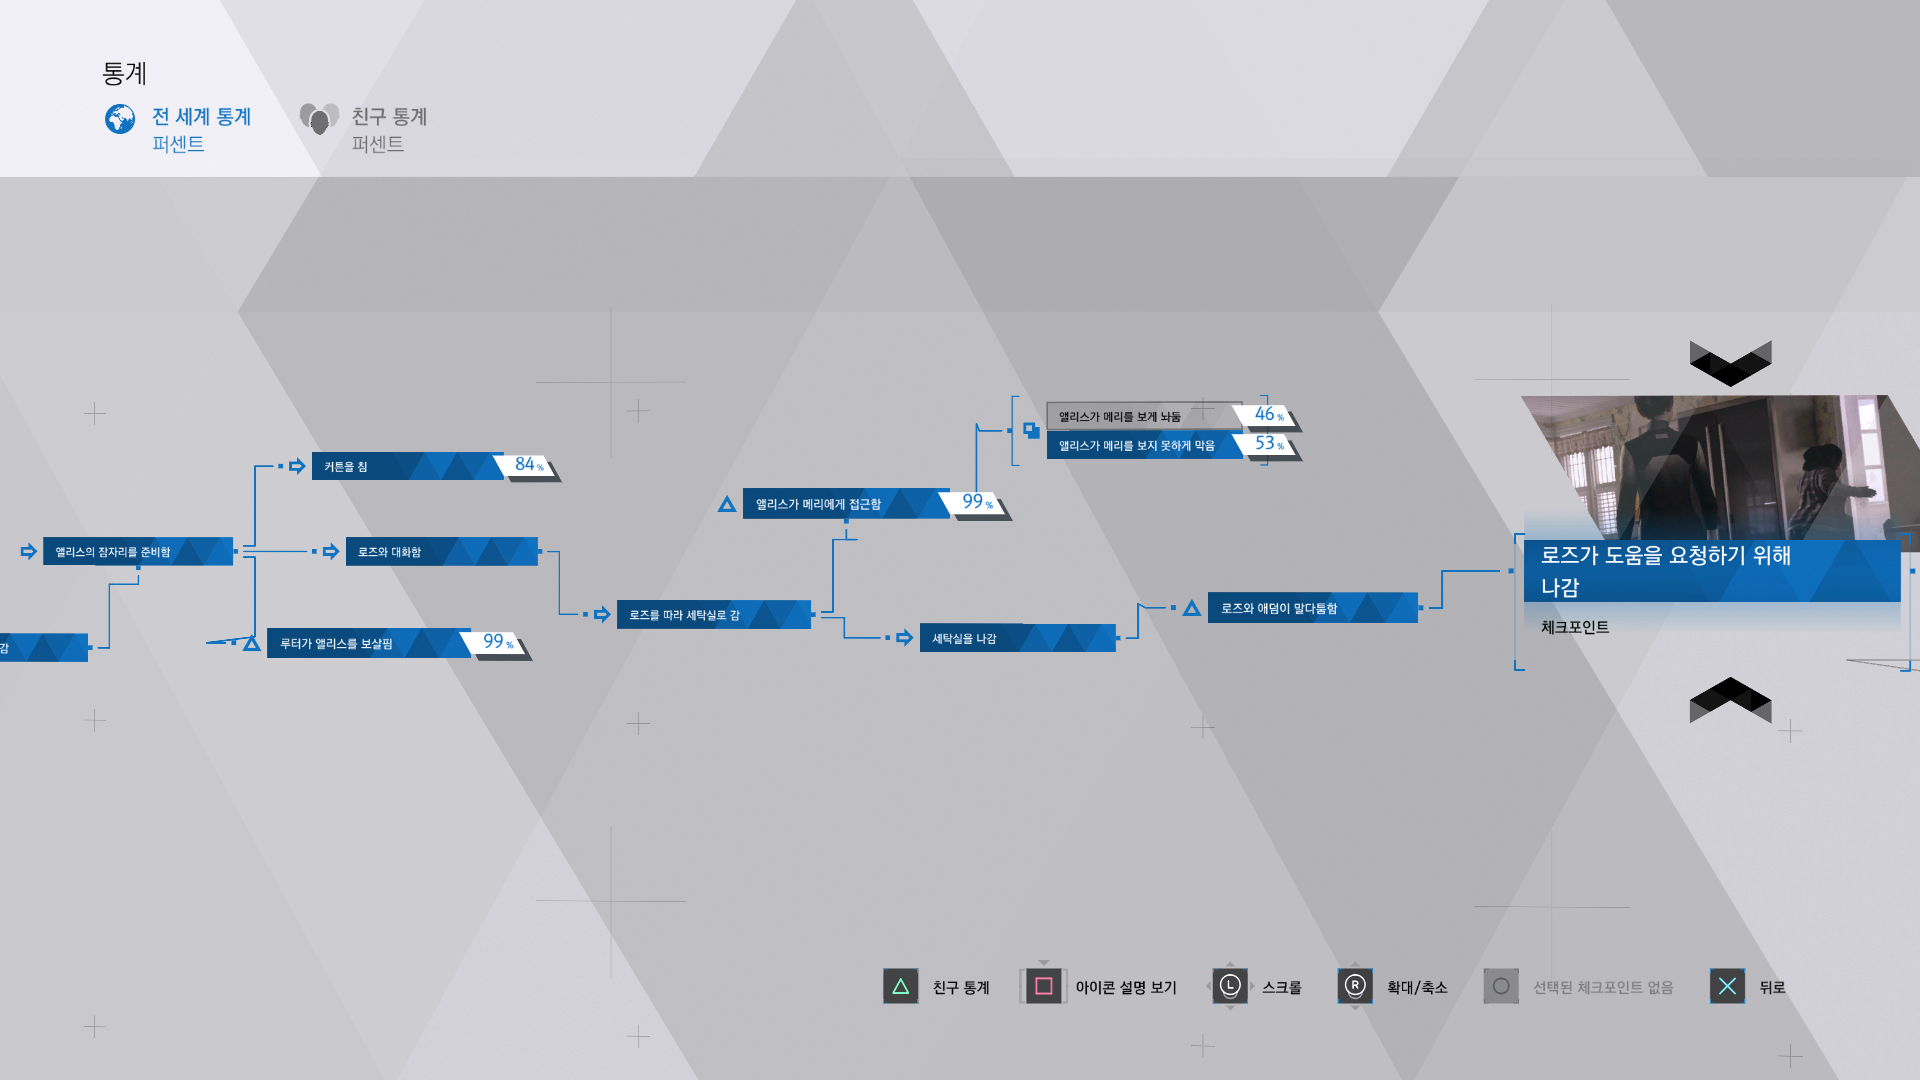 통계
전 세계 통계
퍼센트
친구 통계
퍼센트
앨리스가 메리를 보게 놔둠
46 %
앨리스가 메리를 보지 못하게 막음
53 %
커튼을 침
84 %
앨리스가 메리에게 접근함
99 %
앨리스의 잠자리를 준비함
로즈와 대화함
로즈가 도움을 요청하기 위해
나감
체크포인트
로즈를 따라 세탁실로 감
로즈와 애덤이 말다툼함
세탁실을 나감
루터가 앨리스를 보살핌
99 %
감
친구 통계
아이콘 설명 보기
L
스크롤
R
확대/축소
선택된 체크포인트 없음
뒤로